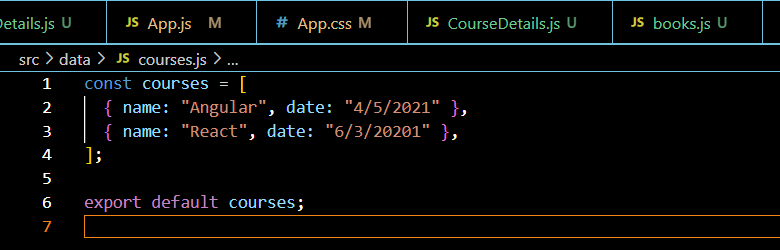 Details.js U JS App.js M # App.css M JS CourseDetails.js U JS books.js U
src > data > JS courses.js > ...
1 const courses = [
2 { name: "Angular", date: "4/5/2021" },
3 { name: "React", date: "6/3/20201" },
4 ];
5
6 export default courses;
7